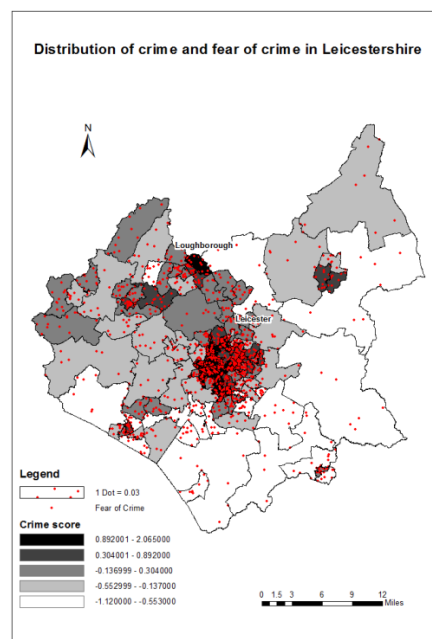 Distribution of crime and fear of crime in Leicestershire
N
Loughborough
Leicester
Legend
1 Dot = 0.03
Fear of Crime
Crime score
0.892001 - 2.065000
0.304001 - 0.892000
-0.136999 - 0.304000
-0.552999 - -0.137000
-1.120000 - -0.553000
0 1.5 3 6 9 12
Miles